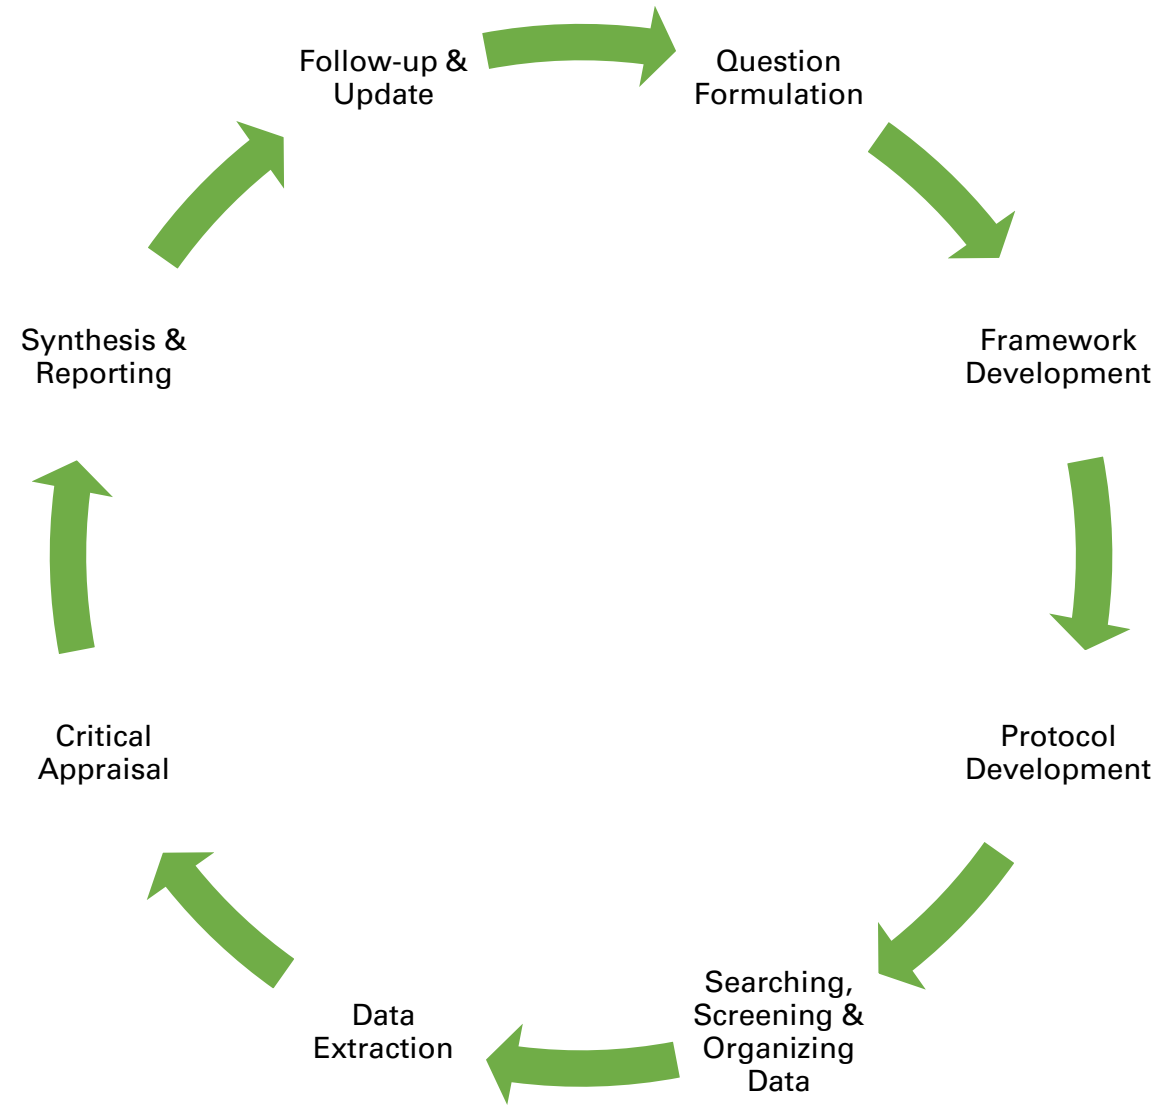 Follow-up &
Update
Question
Formulation
Framework
Development
Protocol
Development
Searching,
Screening &
Organizing
Data
Data
Extraction
Critical
Appraisal
Synthesis &
Reporting